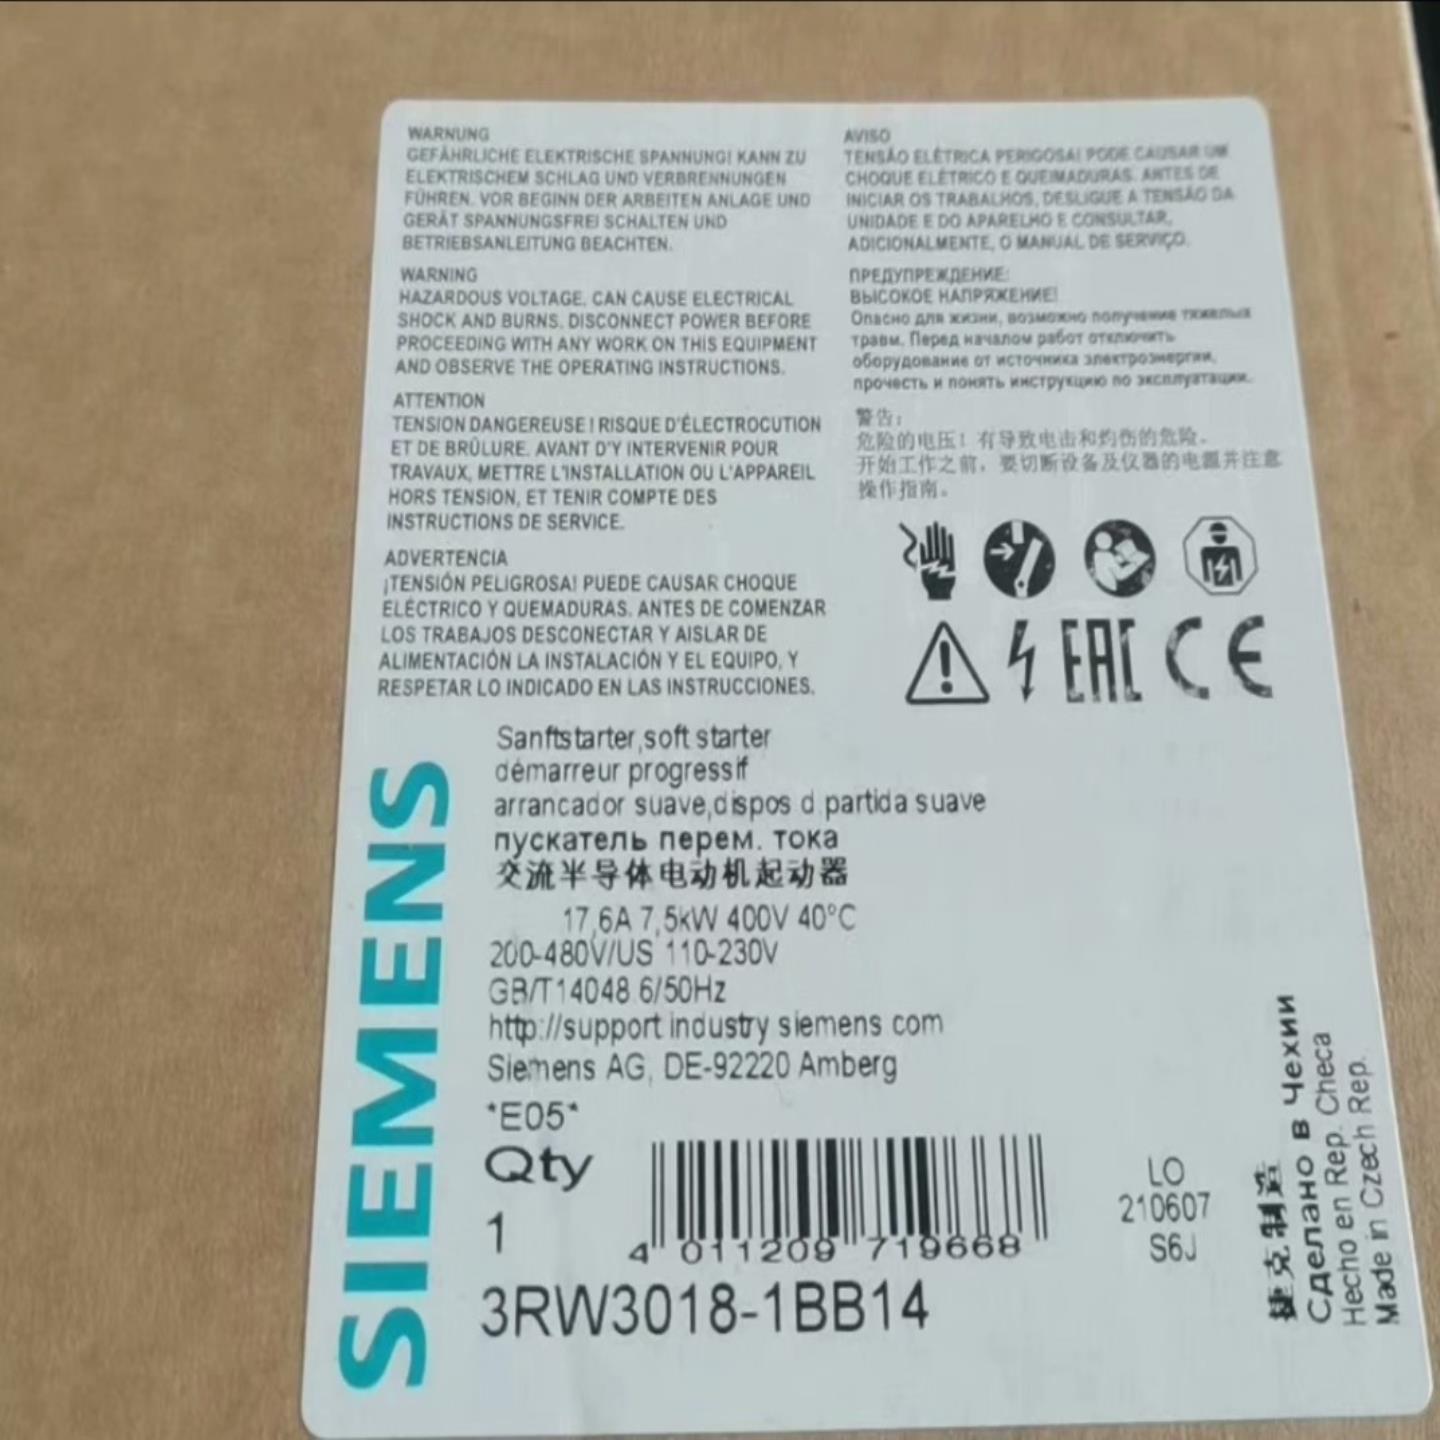 WARNUNG
GEFÄHRLICHE ELEKTRISCHE SPANNUNG! KANN ZU
ELEKTRISCHEM SCHLAG UND VERBRENNUNGEN
FÜHREN. VOR BEGINN DER ARBEITEN ANLAGE UND
GERÄT SPANNUNGSFREI SCHALTEN UND
BETRIEBSANLEITUNG BEACHTEN.
WARNING
HAZARDOUS VOLTAGE. CAN CAUSE ELECTRICAL
SHOCK AND BURNS. DISCONNECT POWER BEFORE
PROCEEDING WITH ANY WORK ON THIS EQUIPMENT
AND OBSERVE THE OPERATING INSTRUCTIONS.
ATTENTION
TENSION DANGEREUSE ! RISQUE D'ÉLECTROCUTION
ET DE BRÛLURE. AVANT D'Y INTERVENIR POUR
TRAVAUX, METTRE L'INSTALLATION OU L'APPAREIL
HORS TENSION, ET TENIR COMPTE DES
INSTRUCTIONS DE SERVICE.
ADVERTENCIA
¡TENSIÓN PELIGROSA! PUEDE CAUSAR CHOQUE
ELÉCTRICO Y QUEMADURAS. ANTES DE COMENZAR
LOS TRABAJOS DESCONECTAR Y AISLAR DE
ALIMENTACIÓN LA INSTALACIÓN Y EL EQUIPO, Y
RESPETAR LO INDICADO EN LAS INSTRUCCIONES.
AVISO
TENSÃO ELÉTRICA PERIGOSA! PODE CAUSAR UM
CHOQUE ELÉTRICO E QUEIMADURAS. ANTES DE
INICIAR OS TRABALHOS, DESLIGUE A TENSÃO DA
UNIDADE E DO APARELHO E CONSULTAR,
ADICIONALMENTE, O MANUAL DE SERVIÇO.
ПРЕДУПРЕЖДЕНИЕ:
ВЫСОКОЕ НАПРЯЖЕНИЕ!
Опасно для жизни, возможно получение тяжелых
травм. Перед началом работ отключить
оборудование от источника электроэнергии,
прочесть и понять инструкцию по эксплуатации.
警告：
危险的电压！有导致电击和灼伤的危险。
开始工作之前，要切断设备及仪器的电源并注意
操作指南。
EAC CE
SIEMENS
Sanftstarter,soft starter
démarreur progressif
arrancador suave,dispos d.partida suave
пускатель перем. тока
交流半导体电动机起动器
17,6A 7,5kW 400V 40°C
200-480V/US 110-230V
GB/T14048.6/50Hz
http://support.industry.siemens.com
Siemens AG, DE-92220 Amberg
*E05*
Qty
1
4 011209 719668
3RW3018-1BB14
LO
210607
S6J
捷克制造
Сделано в Чехии
Hecho en Rep. Checa
Made in Czech Rep.